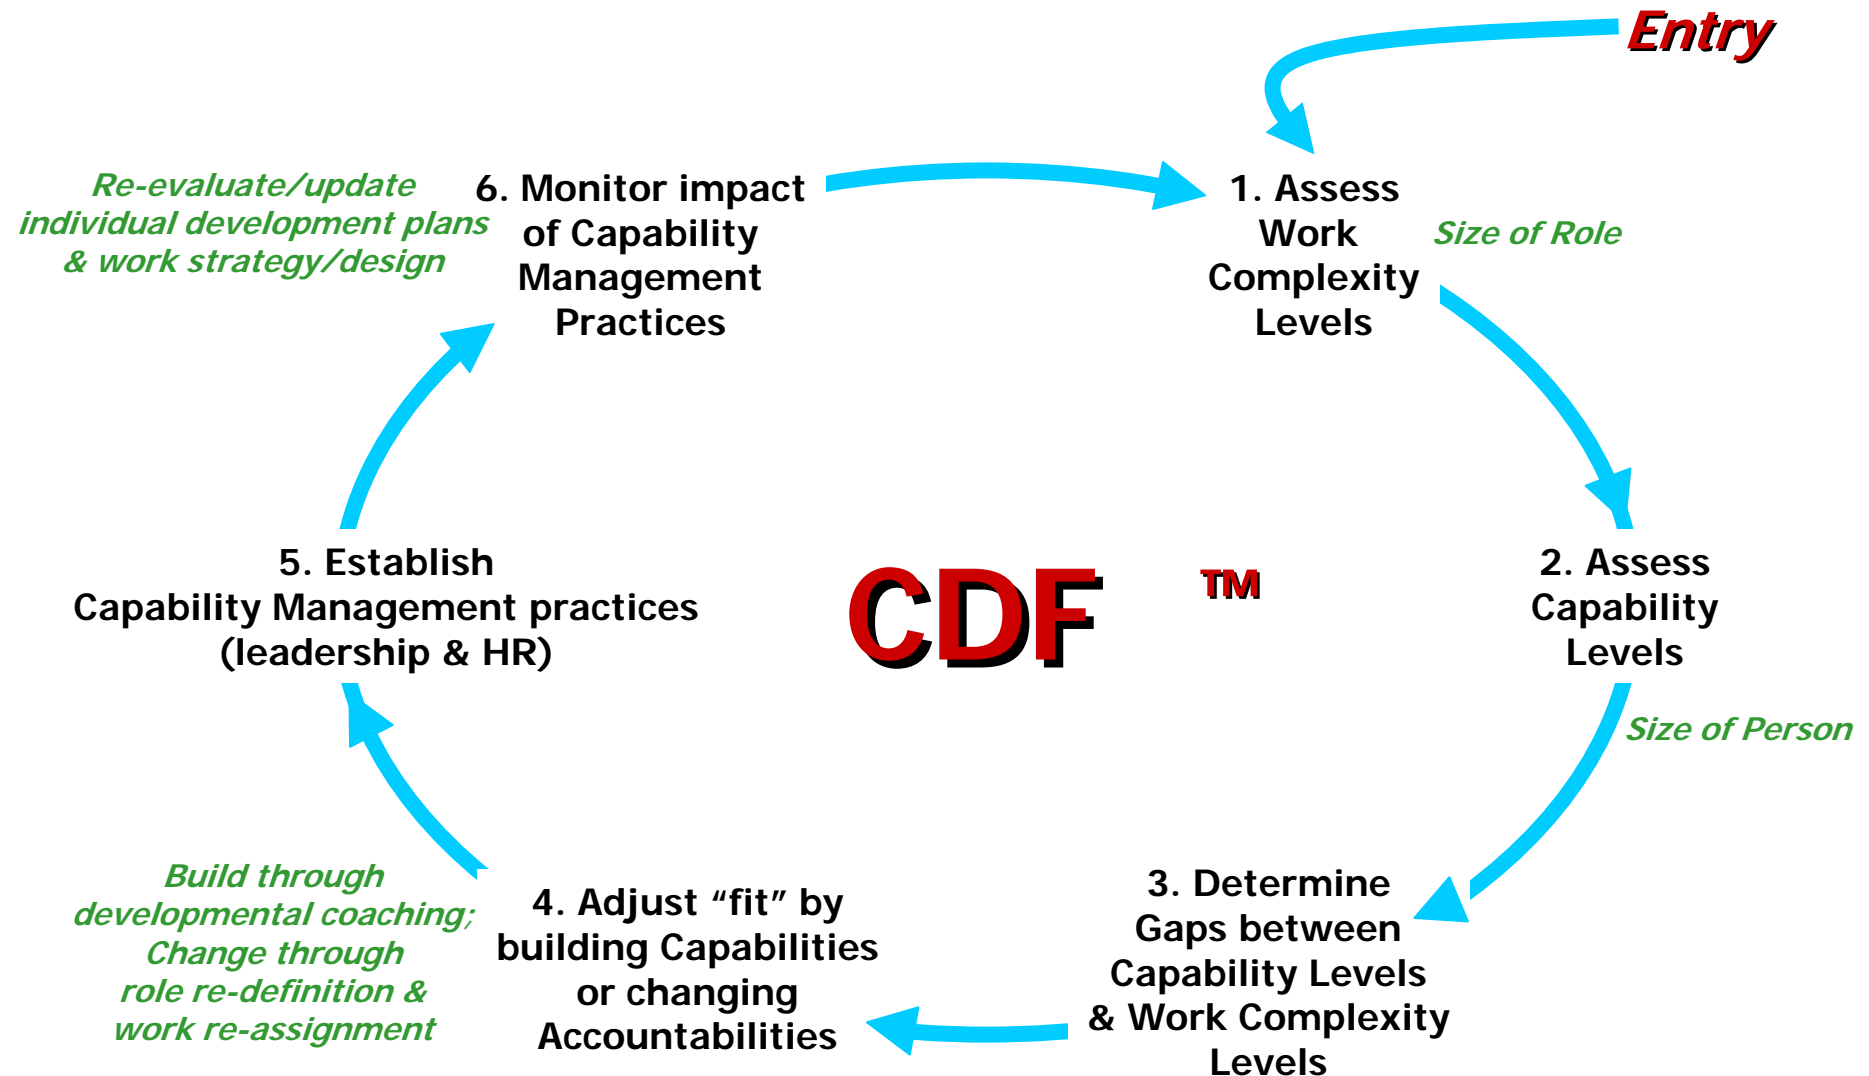 Entry
Re-evaluate/update
individual development plans
& work strategy/design
6. Monitor impact
of Capability
Management
Practices
1. Assess
Work
Complexity
Levels
Size of Role
5. Establish
Capability Management practices
(leadership & HR)
CDF ™
2. Assess
Capability
Levels
Size of Person
Build through
developmental coaching;
Change through
role re-definition &
work re-assignment
4. Adjust “fit” by
building Capabilities
or changing
Accountabilities
3. Determine
Gaps between
Capability Levels
& Work Complexity
Levels